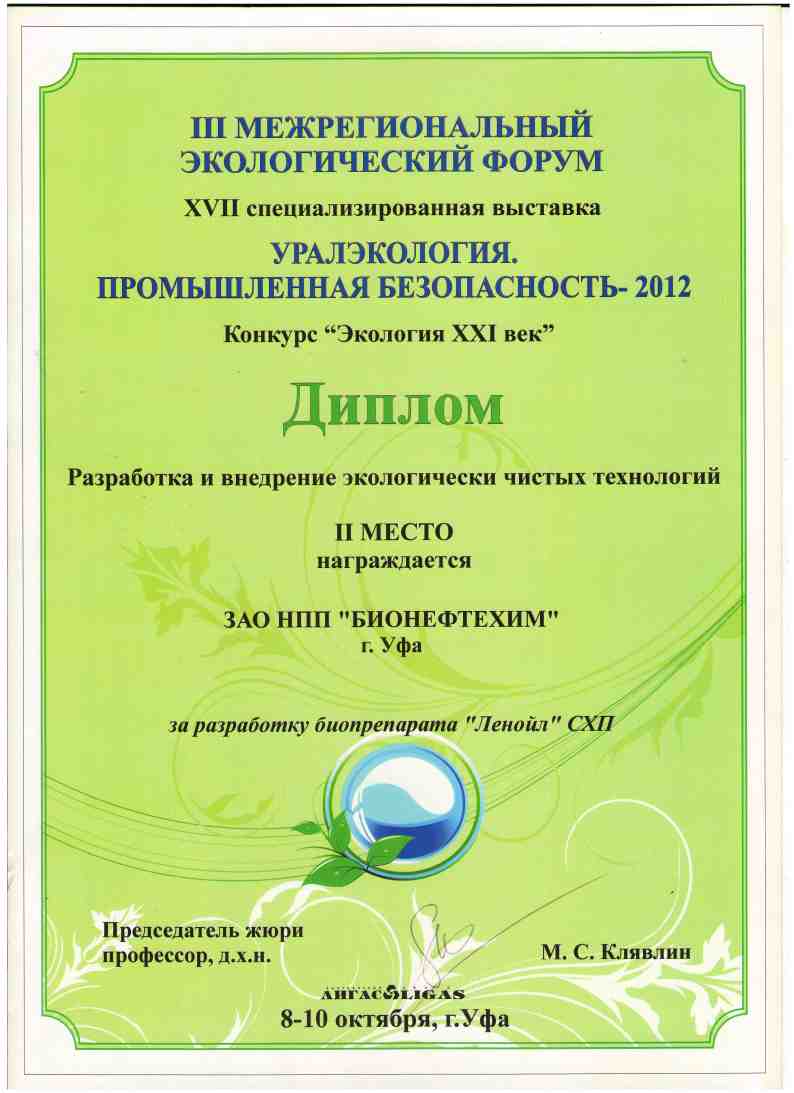 III МЕЖРЕГИОНАЛЬНЫЙ
ЭКОЛОГИЧЕСКИЙ ФОРУМ
XVII специализированная выставка
УРАЛЭКОЛОГИЯ.
ПРОМЫШЛЕННАЯ БЕЗОПАСНОСТЬ- 2012
Конкурс “Экология XXI век”
Диплом
Разработка и внедрение экологически чистых технологий
II МЕСТО
награждается
ЗАО НПП "БИОНЕФТЕХИМ"
г. Уфа
за разработку биопрепарата "Ленойл" СХП
Председатель жюри
профессор, д.х.н.
М. С. Клявлин
ЛИГАС LIGAS
8-10 октября, г.Уфа